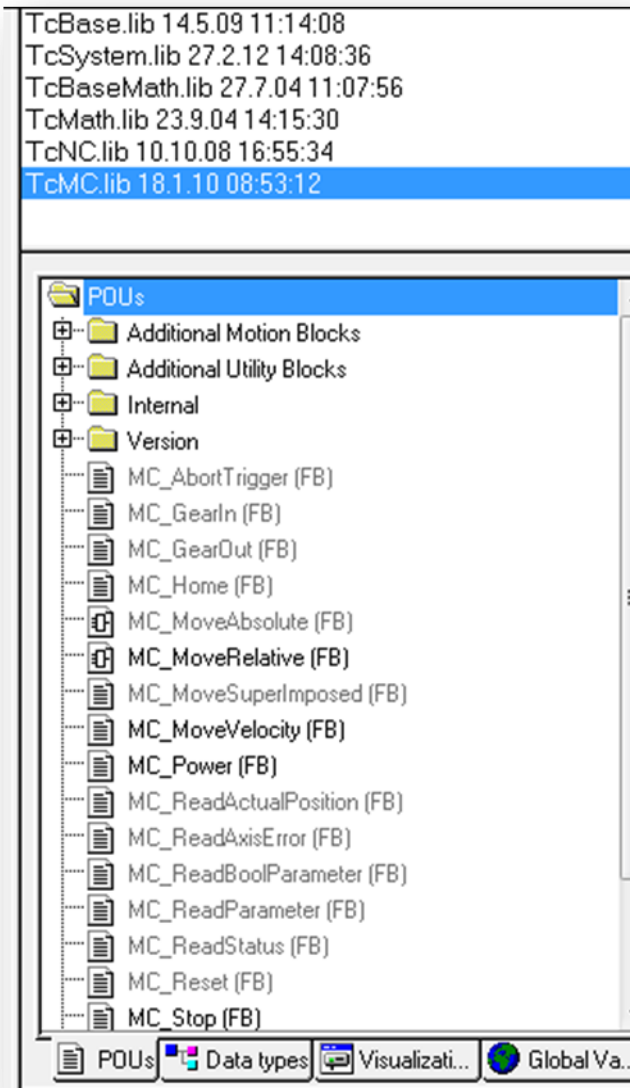 TcBase.lib 14.5.09 11:14:08
TcSystem.lib 27.2.12 14:08:36
TcBaseMath.lib 27.7.04 11:07:56
TcMath.lib 23.9.04 14:15:30
TcNC.lib 10.10.08 16:55:34
TcMC.lib 18.1.10 08:53:12
POUs
Additional Motion Blocks
Additional Utility Blocks
Internal
Version
MC_AbortTrigger (FB)
MC_GearIn (FB)
MC_GearOut (FB)
MC_Home (FB)
MC_MoveAbsolute (FB)
MC_MoveRelative (FB)
MC_MoveSuperImposed (FB)
MC_MoveVelocity (FB)
MC_Power (FB)
MC_ReadActualPosition (FB)
MC_ReadAxisError (FB)
MC_ReadBoolParameter (FB)
MC_ReadParameter (FB)
MC_ReadStatus (FB)
MC_Reset (FB)
MC_Stop (FB)
POUs Data types Visualizati... Global Va...